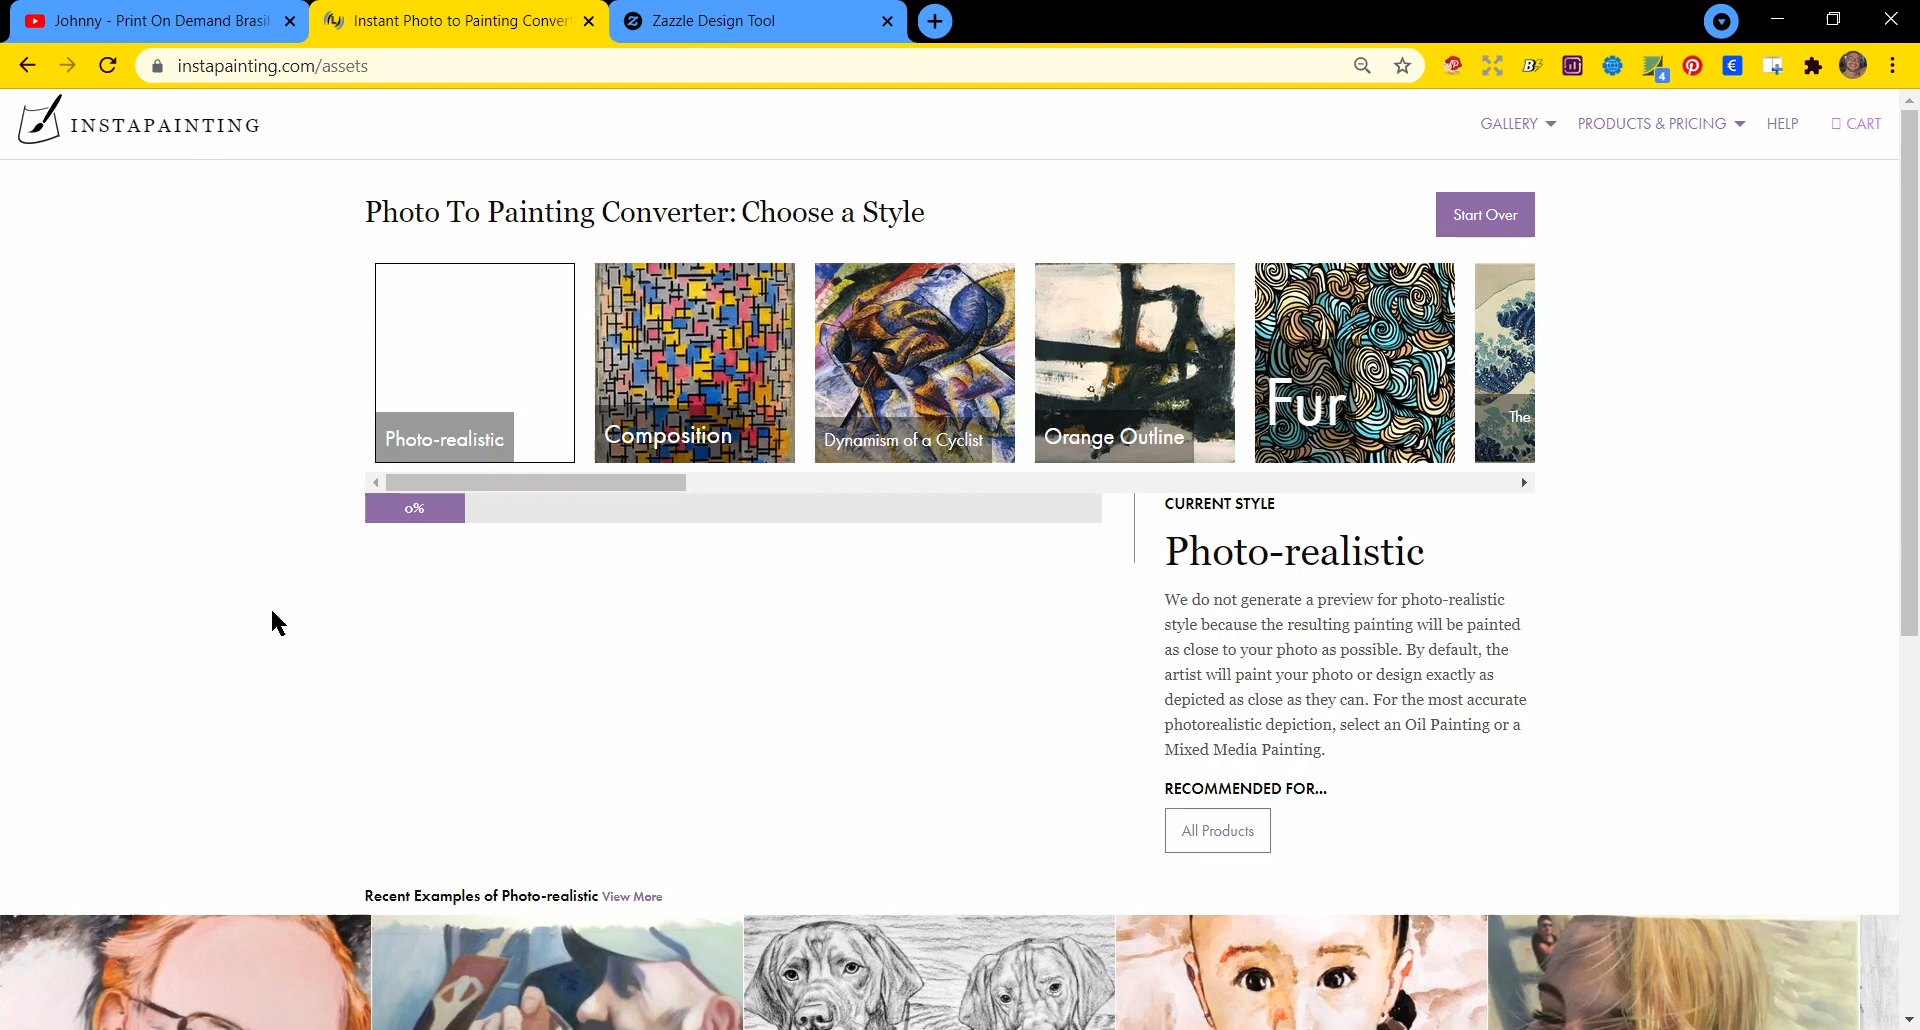 Johnny - Print On Demand Brasil
Instant Photo to Painting Conver
Zazzle Design Tool
instapainting.com/assets
B
4
€
INSTAPAINTING
GALLERY
PRODUCTS & PRICING
HELP
CART
Photo To Painting Converter: Choose a Style
Start Over
Photo-realistic
Composition
Dynamism of a Cyclist
Orange Outline
Fur
The
0%
CURRENT STYLE
Photo-realistic
We do not generate a preview for photo-realistic
style because the resulting painting will be painted
as close to your photo as possible. By default, the
artist will paint your photo or design exactly as
depicted as close as they can. For the most accurate
photorealistic depiction, select an Oil Painting or a
Mixed Media Painting.
RECOMMENDED FOR...
All Products
Recent Examples of Photo-realistic View More